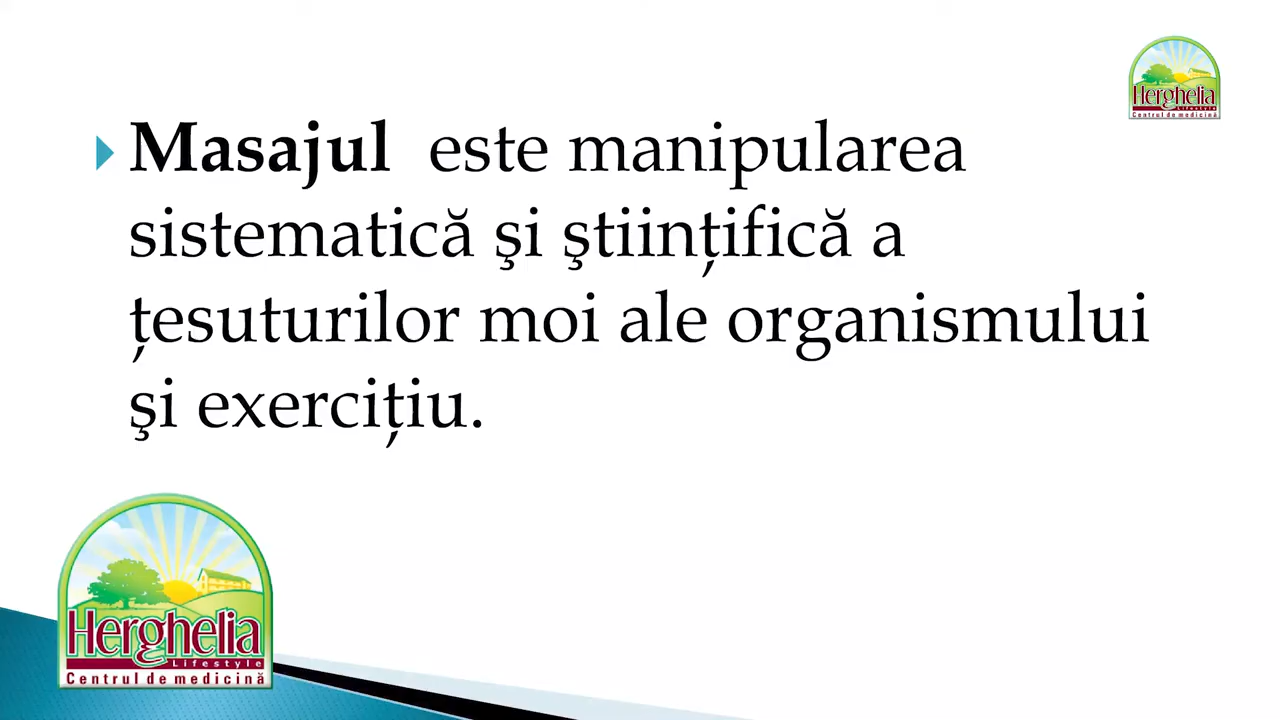 Herghelia
Lifestyle
Centrul de medicină
Masajul este manipularea
sistematică şi ştiinţifică a
ţesuturilor moi ale organismului
şi exerciţiu.
Herghelia
Lifestyle
Centrul de medicină